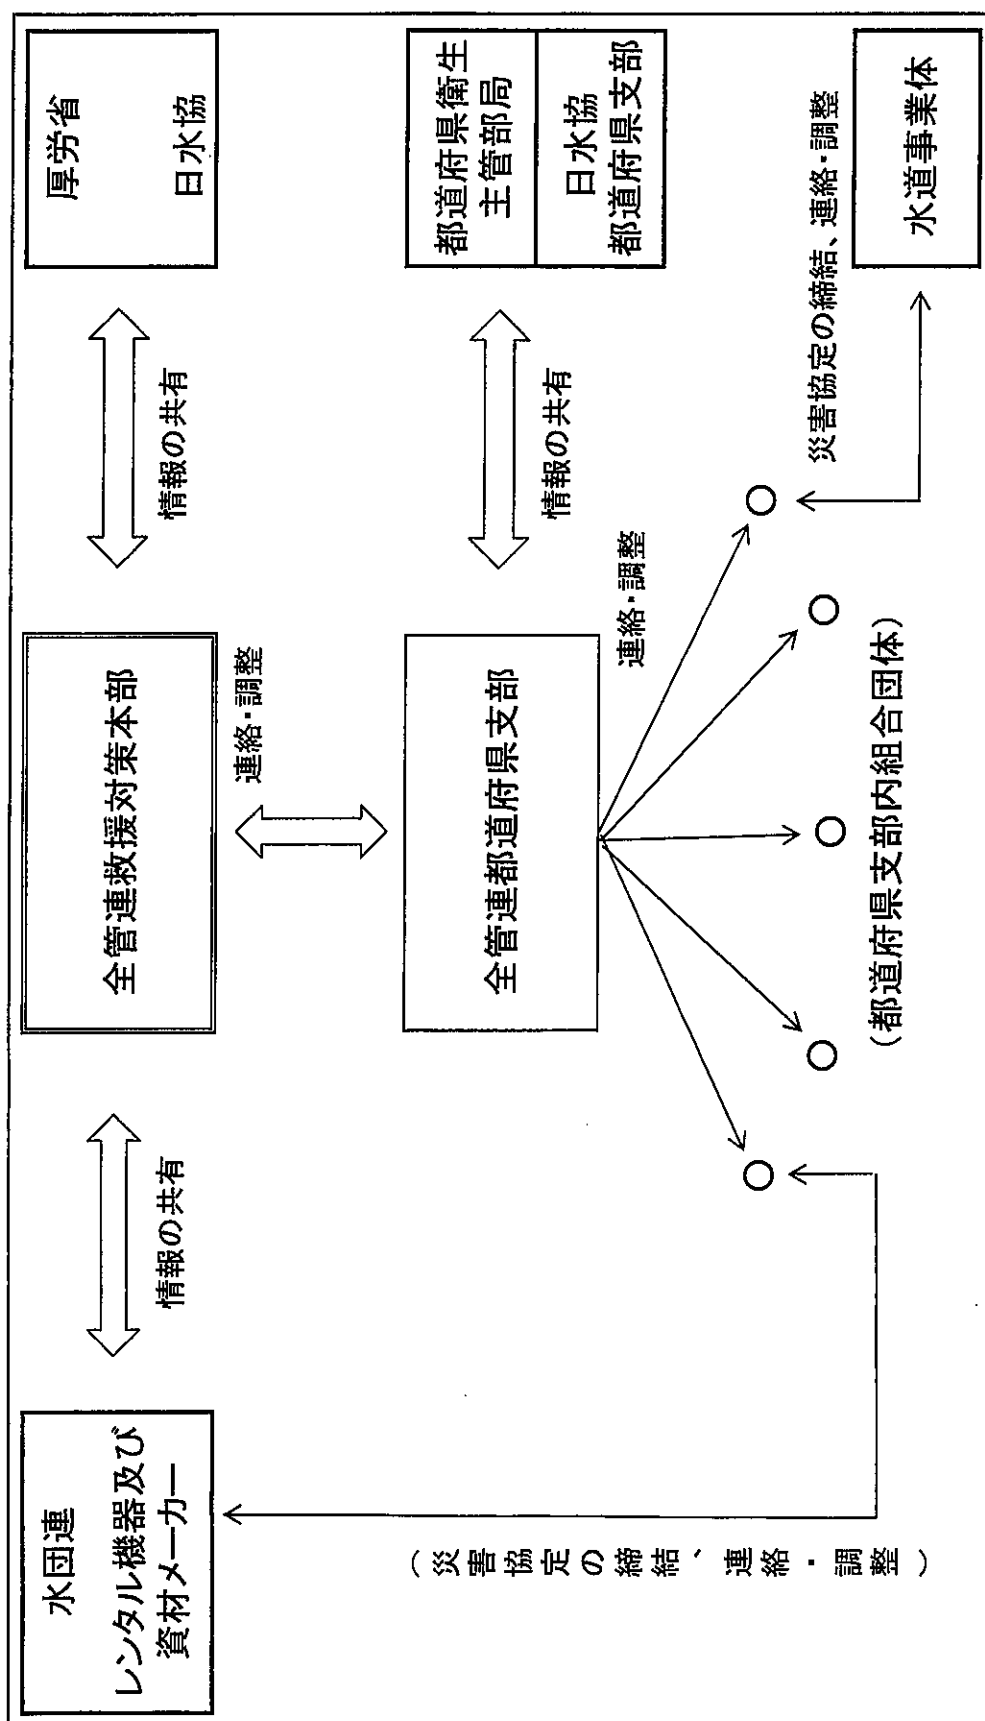 水団連
レンタル機器及び
資材メーカー
情報の共有
全管連救援対策本部
情報の共有
厚労省
日水協
連絡・調整
全管連都道府県支部
情報の共有
都道府県衛生
主管部局
日水協
都道府県支部
連絡・調整
(都道府県支部内組合団体)
災害協定の締結、連絡・調整
水道事業体
(災害協定の締結、連絡・調整)